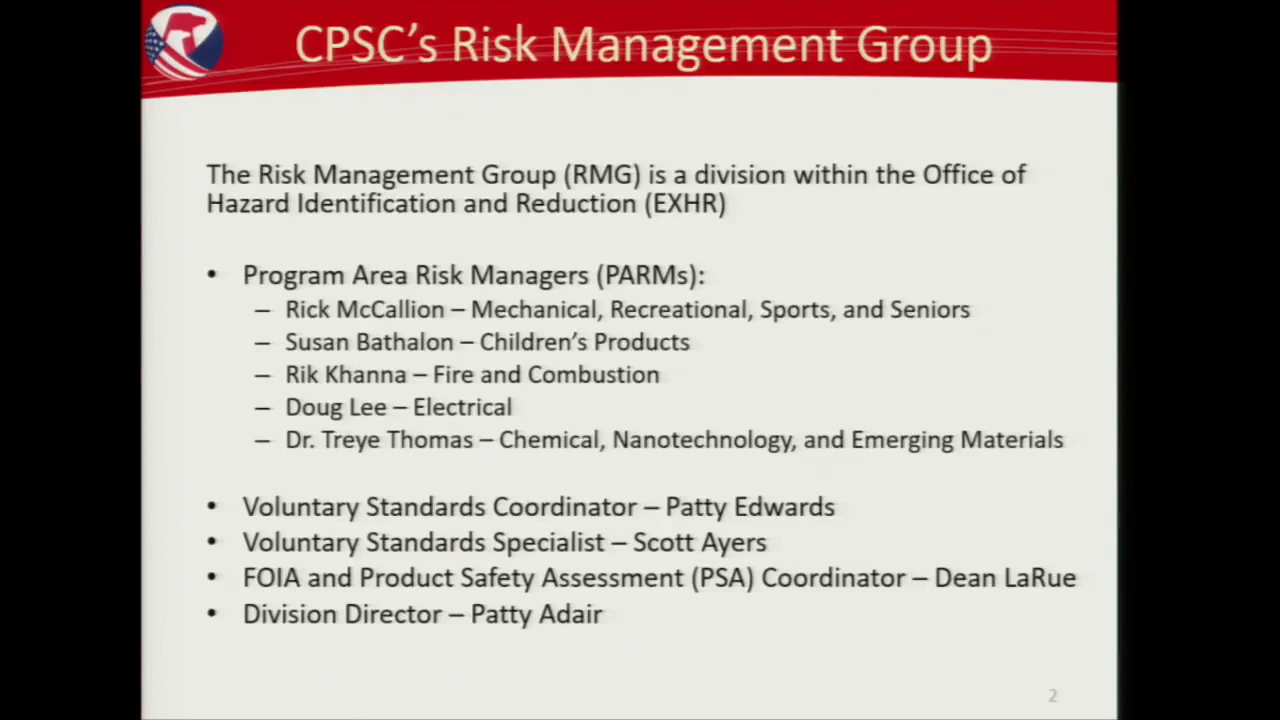 CPSC's Risk Management Group
The Risk Management Group (RMG) is a division within the Office of
Hazard Identification and Reduction (EXHR)
• Program Area Risk Managers (PARMs):
– Rick McCallion – Mechanical, Recreational, Sports, and Seniors
– Susan Bathalon – Children's Products
– Rik Khanna – Fire and Combustion
– Doug Lee – Electrical
– Dr. Treye Thomas – Chemical, Nanotechnology, and Emerging Materials
• Voluntary Standards Coordinator – Patty Edwards
• Voluntary Standards Specialist – Scott Ayers
• FOIA and Product Safety Assessment (PSA) Coordinator – Dean LaRue
• Division Director – Patty Adair
2